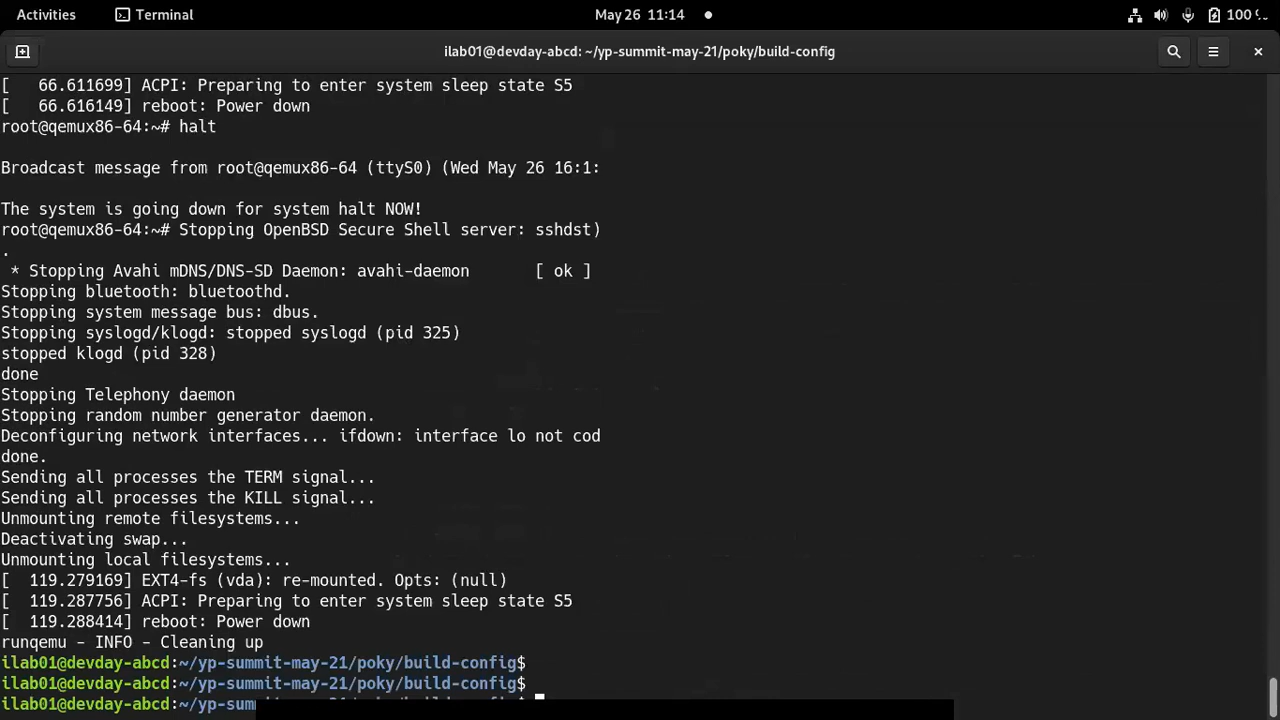 Activities
Terminal
May 26 11:14
100 %
ilab01@devday-abcd: ~/yp-summit-may-21/poky/build-config
[   66.611699] ACPI: Preparing to enter system sleep state S5
[   66.616149] reboot: Power down
root@qemux86-64:~# halt
Broadcast message from root@qemux86-64 (ttyS0) (Wed May 26 16:1:
The system is going down for system halt NOW!
root@qemux86-64:~# Stopping OpenBSD Secure Shell server: sshdst)
.
 * Stopping Avahi mDNS/DNS-SD Daemon: avahi-daemon       [ ok ]
Stopping bluetooth: bluetoothd.
Stopping system message bus: dbus.
Stopping syslogd/klogd: stopped syslogd (pid 325)
stopped klogd (pid 328)
done
Stopping Telephony daemon
Stopping random number generator daemon.
Deconfiguring network interfaces... ifdown: interface lo not cod
done.
Sending all processes the TERM signal...
Sending all processes the KILL signal...
Unmounting remote filesystems...
Deactivating swap...
Unmounting local filesystems...
[  119.279169] EXT4-fs (vda): re-mounted. Opts: (null)
[  119.287756] ACPI: Preparing to enter system sleep state S5
[  119.288414] reboot: Power down
runqemu - INFO - Cleaning up
ilab01@devday-abcd:~/yp-summit-may-21/poky/build-config$
ilab01@devday-abcd:~/yp-summit-may-21/poky/build-config$
ilab01@devday-abcd:~/yp-summ